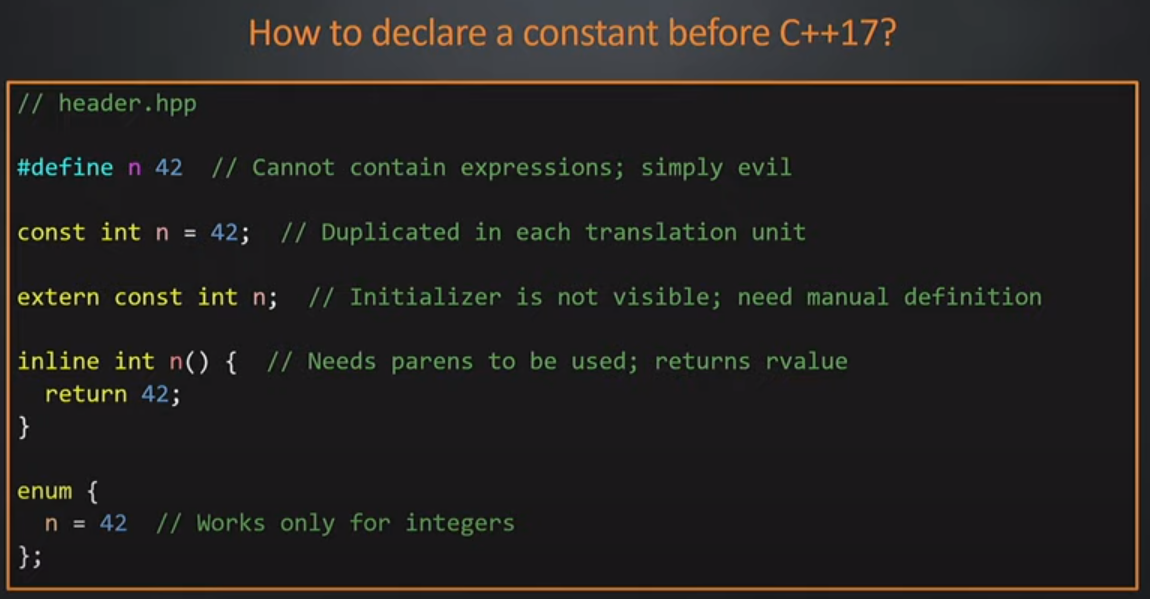 How to declare a constant before C++17?
// header.hpp
#define n 42  // Cannot contain expressions; simply evil
const int n = 42;  // Duplicated in each translation unit
extern const int n;  // Initializer is not visible; need manual definition
inline int n() {  // Needs parens to be used; returns rvalue
  return 42;
}
enum {
  n = 42  // Works only for integers
};